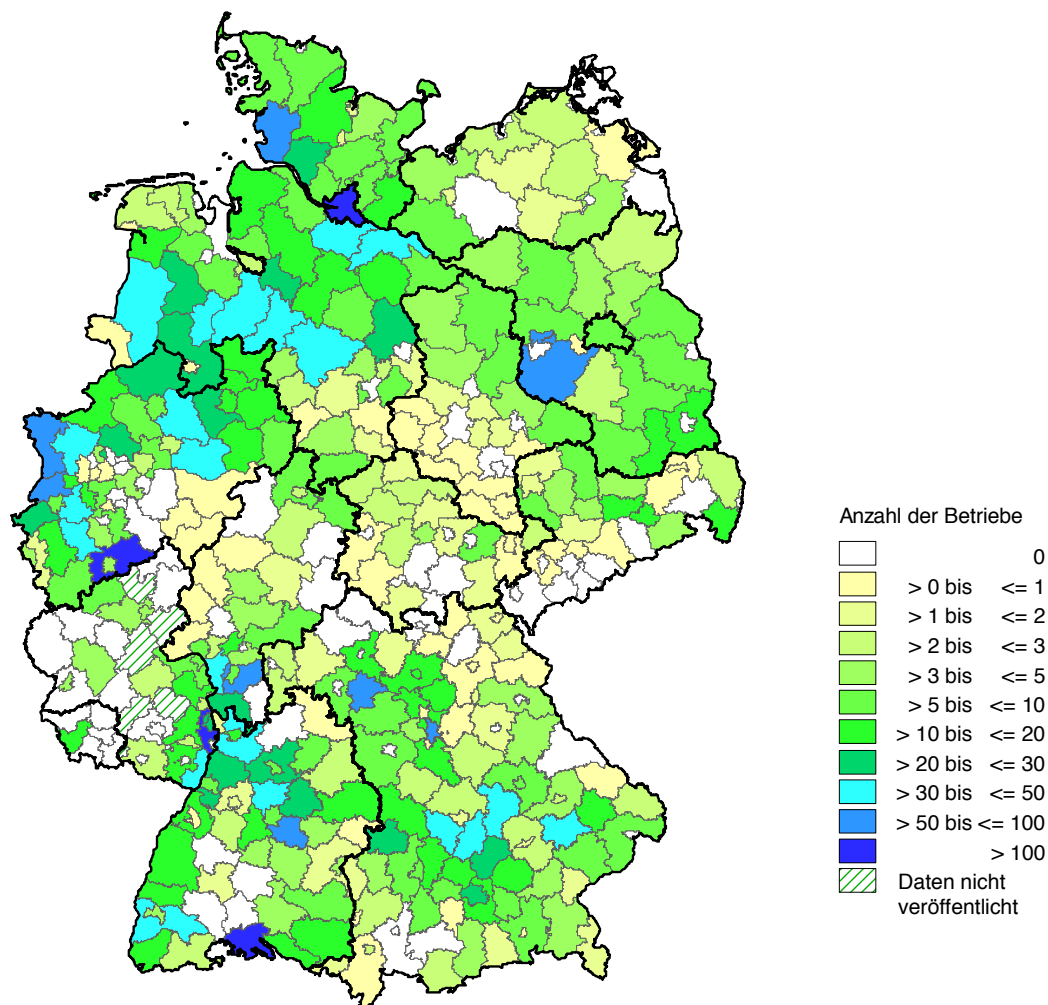 Anzahl der Betriebe
0
> 0 bis <= 1
> 1 bis <= 2
> 2 bis <= 3
> 3 bis <= 5
> 5 bis <= 10
> 10 bis <= 20
> 20 bis <= 30
> 30 bis <= 50
> 50 bis <= 100
> 100
Daten nicht
veröffentlicht